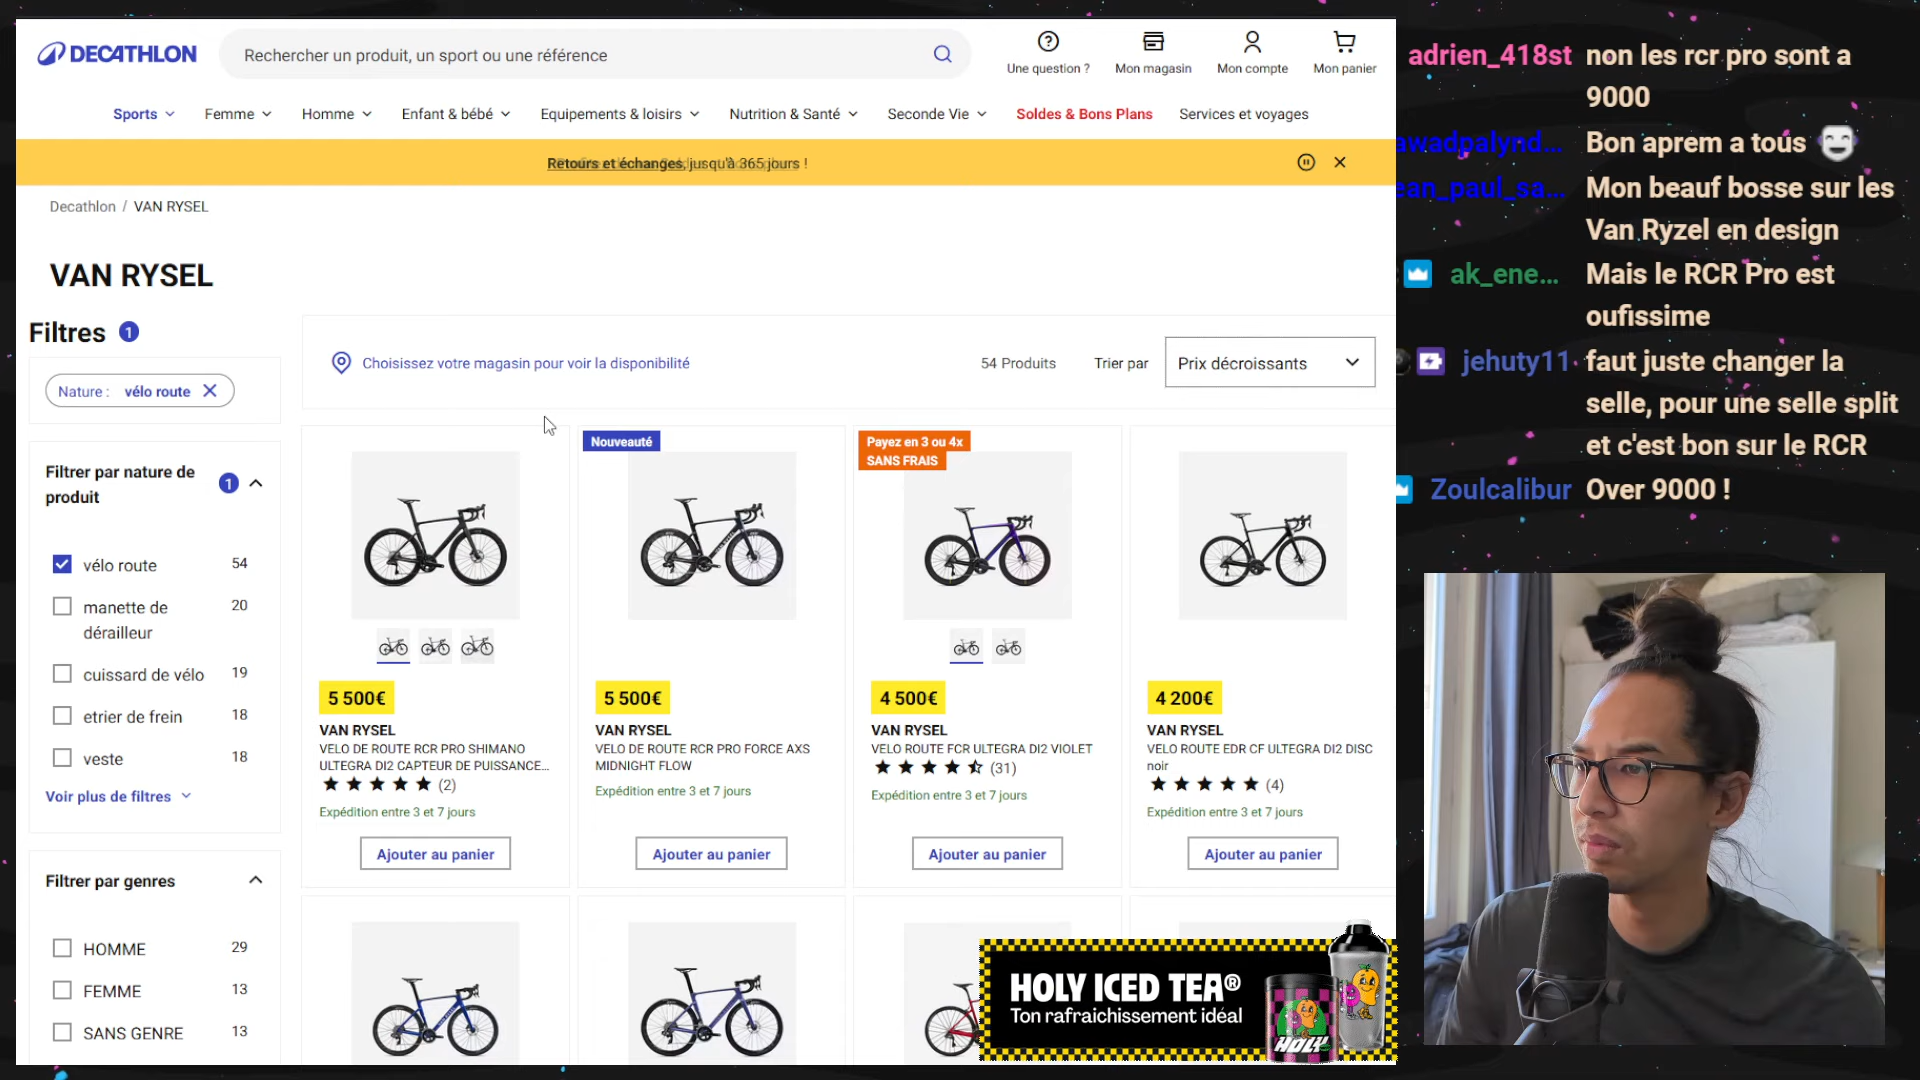 DECATHLON
Rechercher un produit, un sport ou une référence
Une question ?
Mon magasin
Mon compte
Mon panier
Sports
Femme
Homme
Enfant & bébé
Equipements & loisirs
Nutrition & Santé
Seconde Vie
Soldes & Bons Plans
Services et voyages
Retours et échanges, jusqu'à 365 jours !
Decathlon / VAN RYSEL
VAN RYSEL
Filtres 1
Nature : vélo route
Filtrer par nature de
produit
1
vélo route 54
manette de 20
dérailleur
cuissard de vélo 19
etrier de frein 18
veste 18
Voir plus de filtres
Filtrer par genres
HOMME 29
FEMME 13
SANS GENRE 13
Choisissez votre magasin pour voir la disponibilité
54 Produits
Trier par
Prix décroissants
5 500€
VAN RYSEL
VELO DE ROUTE RCR PRO SHIMANO
ULTEGRA DI2 CAPTEUR DE PUISSANCE...
(2)
Expédition entre 3 et 7 jours
Ajouter au panier
Nouveauté
5 500€
VAN RYSEL
VELO DE ROUTE RCR PRO FORCE AXS
MIDNIGHT FLOW
Expédition entre 3 et 7 jours
Ajouter au panier
Payez en 3 ou 4x
SANS FRAIS
4 500€
VAN RYSEL
VELO ROUTE FCR ULTEGRA DI2 VIOLET
(31)
Expédition entre 3 et 7 jours
Ajouter au panier
4 200€
VAN RYSEL
VELO ROUTE EDR CF ULTEGRA DI2 DISC
noir
(4)
Expédition entre 3 et 7 jours
Ajouter au panier
HOLY ICED TEA®
Ton rafraichissement idéal
HOLY
adrien_418st non les rcr pro sont a
9000
awadpalynd... Bon aprem a tous
ean_paul_sa... Mon beauf bosse sur les
Van Ryzel en design
ak_ene... Mais le RCR Pro est
oufissime
jehuty11 faut juste changer la
selle, pour une selle split
et c'est bon sur le RCR
Zoulcalibur Over 9000 !